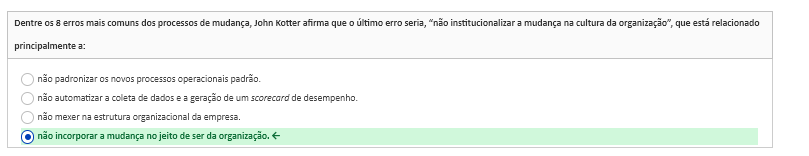 Dentre os 8 erros mais comuns dos processos de mudança, John Kotter afirma que o último erro seria, “não institucionalizar a mudança na cultura da organização”, que está relacionado
principalmente a:
não padronizar os novos processos operacionais padrão.
não automatizar a coleta de dados e a geração de um scorecard de desempenho.
não mexer na estrutura organizacional da empresa.
não incorporar a mudança no jeito de ser da organização. ←